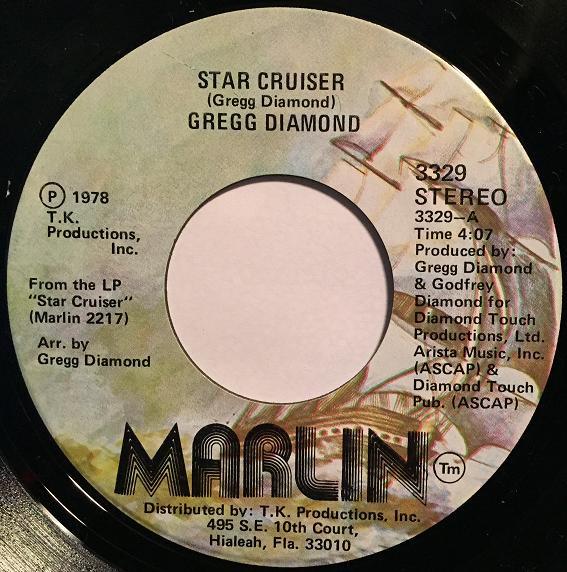 STAR CRUISER
(Gregg Diamond)
GREGG DIAMOND
Ⓟ 1978
T.K.
Productions,
Inc.
From the LP
"Star Cruiser"
(Marlin 2217)
Arr. by
Gregg Diamond
3329
STEREO
3329-A
Time 4:07
Produced by:
Gregg Diamond
& Godfrey
Diamond for
Diamond Touch
Productions, Ltd.
Arista Music, Inc.
(ASCAP) &
Diamond Touch
Pub. (ASCAP)
MARLIN Tm
Distributed by: T.K. Productions, Inc.
495 S.E. 10th Court,
Hialeah, Fla. 33010